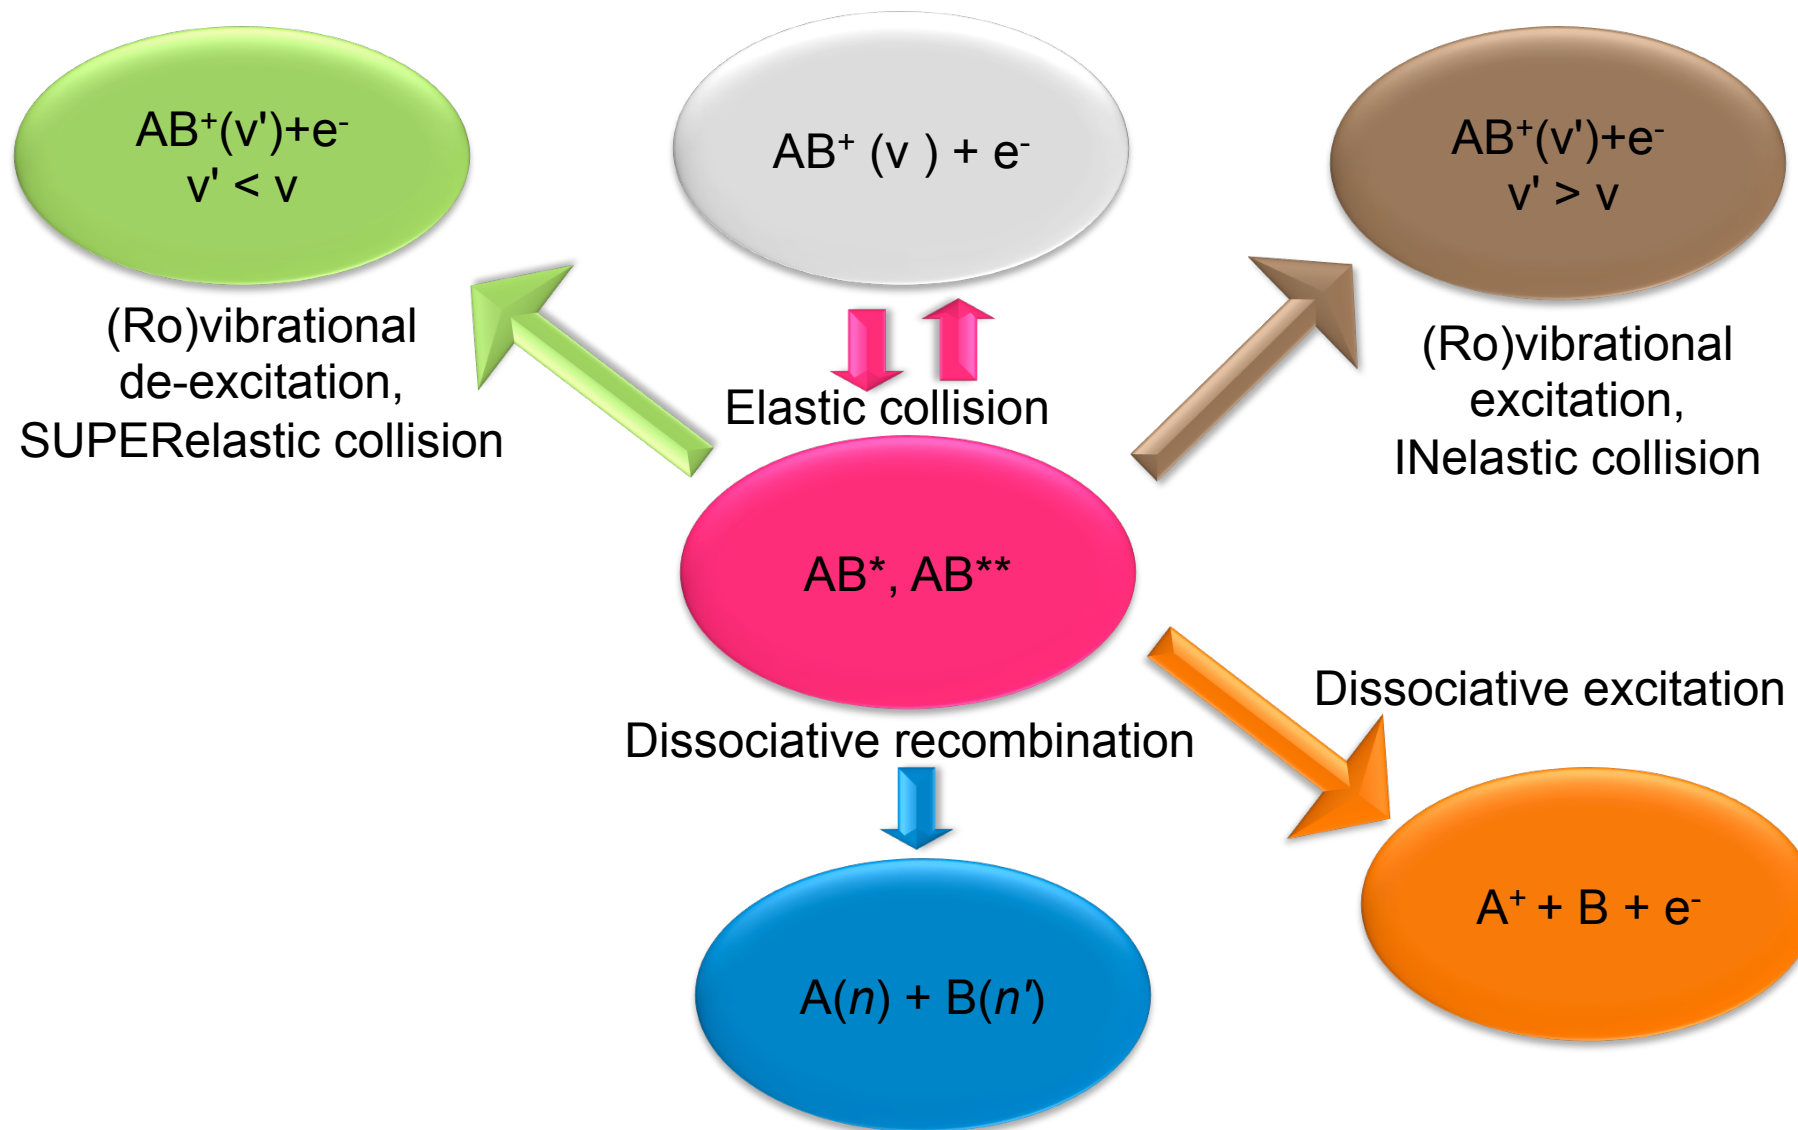 AB⁺(v')+e⁻
v' < v
AB⁺ (v ) + e⁻
AB⁺(v')+e⁻
v' > v
(Ro)vibrational
de-excitation,
SUPERelastic collision
Elastic collision
(Ro)vibrational
excitation,
INelastic collision
AB*, AB**
Dissociative excitation
Dissociative recombination
A⁺ + B + e⁻
A(n) + B(n')